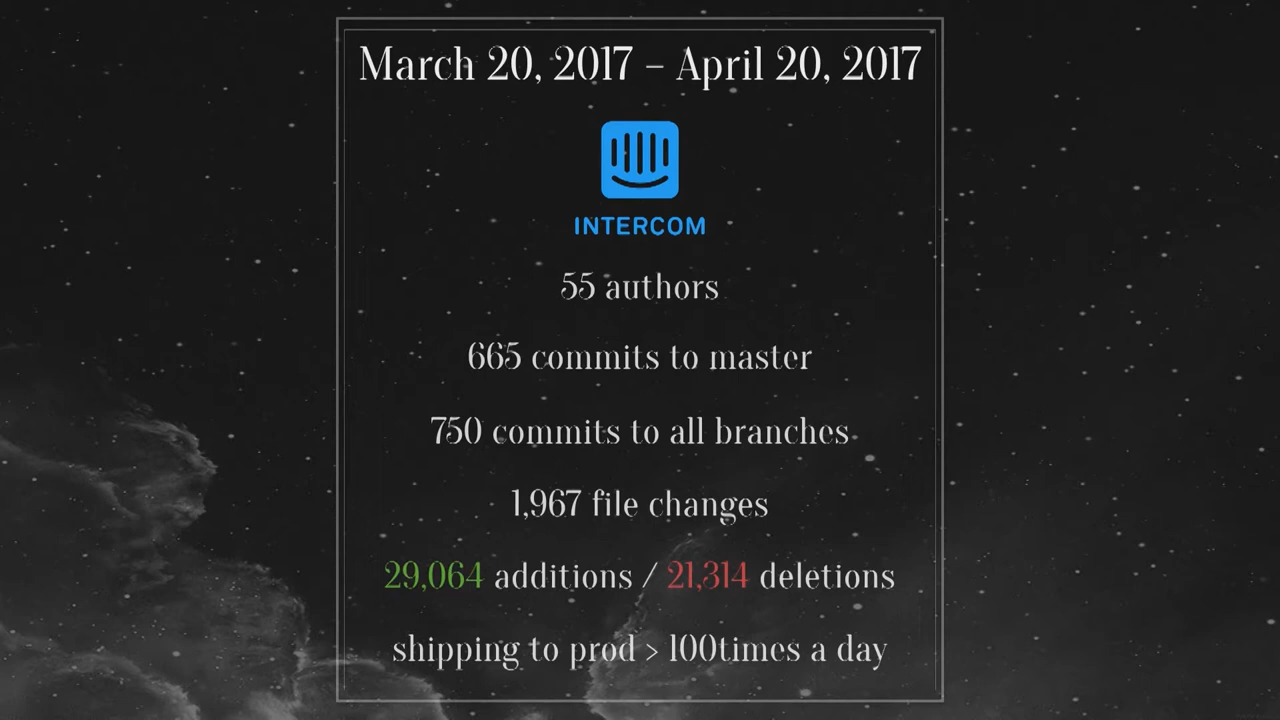 March 20, 2017 – April 20, 2017
INTERCOM
55 authors
665 commits to master
750 commits to all branches
1,967 file changes
29,064 additions / 21,314 deletions
shipping to prod > 100times a day